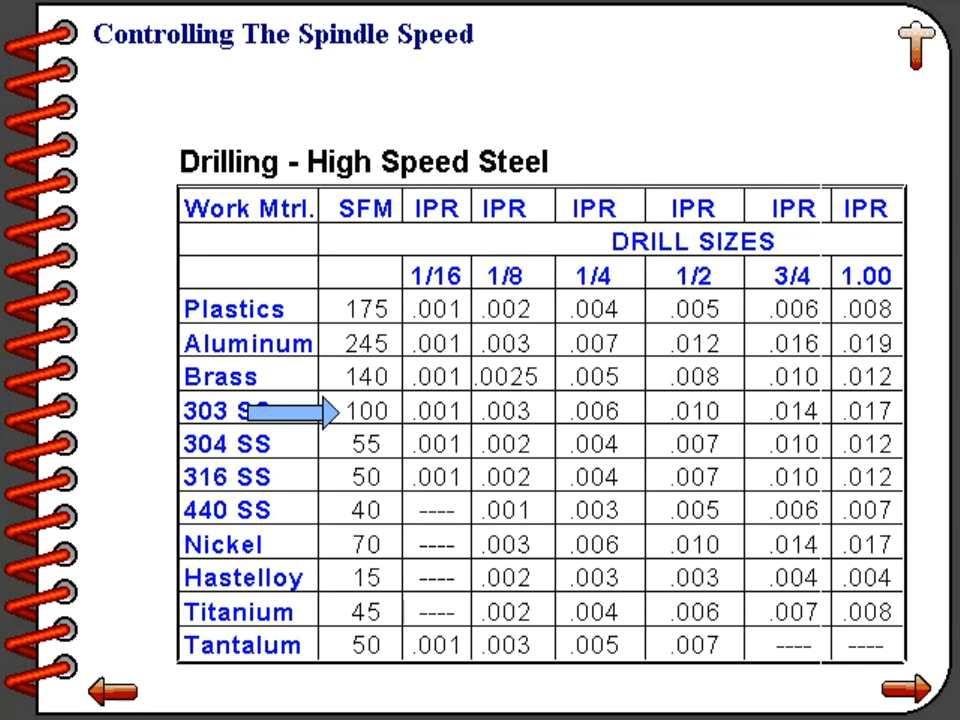 Controlling The Spindle Speed
Drilling - High Speed Steel
Work Mtrl. SFM IPR IPR IPR IPR IPR IPR
DRILL SIZES
1/16 1/8 1/4 1/2 3/4 1.00
Plastics 175 .001 .002 .004 .005 .006 .008
Aluminum 245 .001 .003 .007 .012 .016 .019
Brass 140 .001 .0025 .005 .008 .010 .012
303 SS 100 .001 .003 .006 .010 .014 .017
304 SS 55 .001 .002 .004 .007 .010 .012
316 SS 50 .001 .002 .004 .007 .010 .012
440 SS 40 ---- .001 .003 .005 .006 .007
Nickel 70 ---- .003 .006 .010 .014 .017
Hastelloy 15 ---- .002 .003 .003 .004 .004
Titanium 45 ---- .002 .004 .006 .007 .008
Tantalum 50 .001 .003 .005 .007 ---- ----